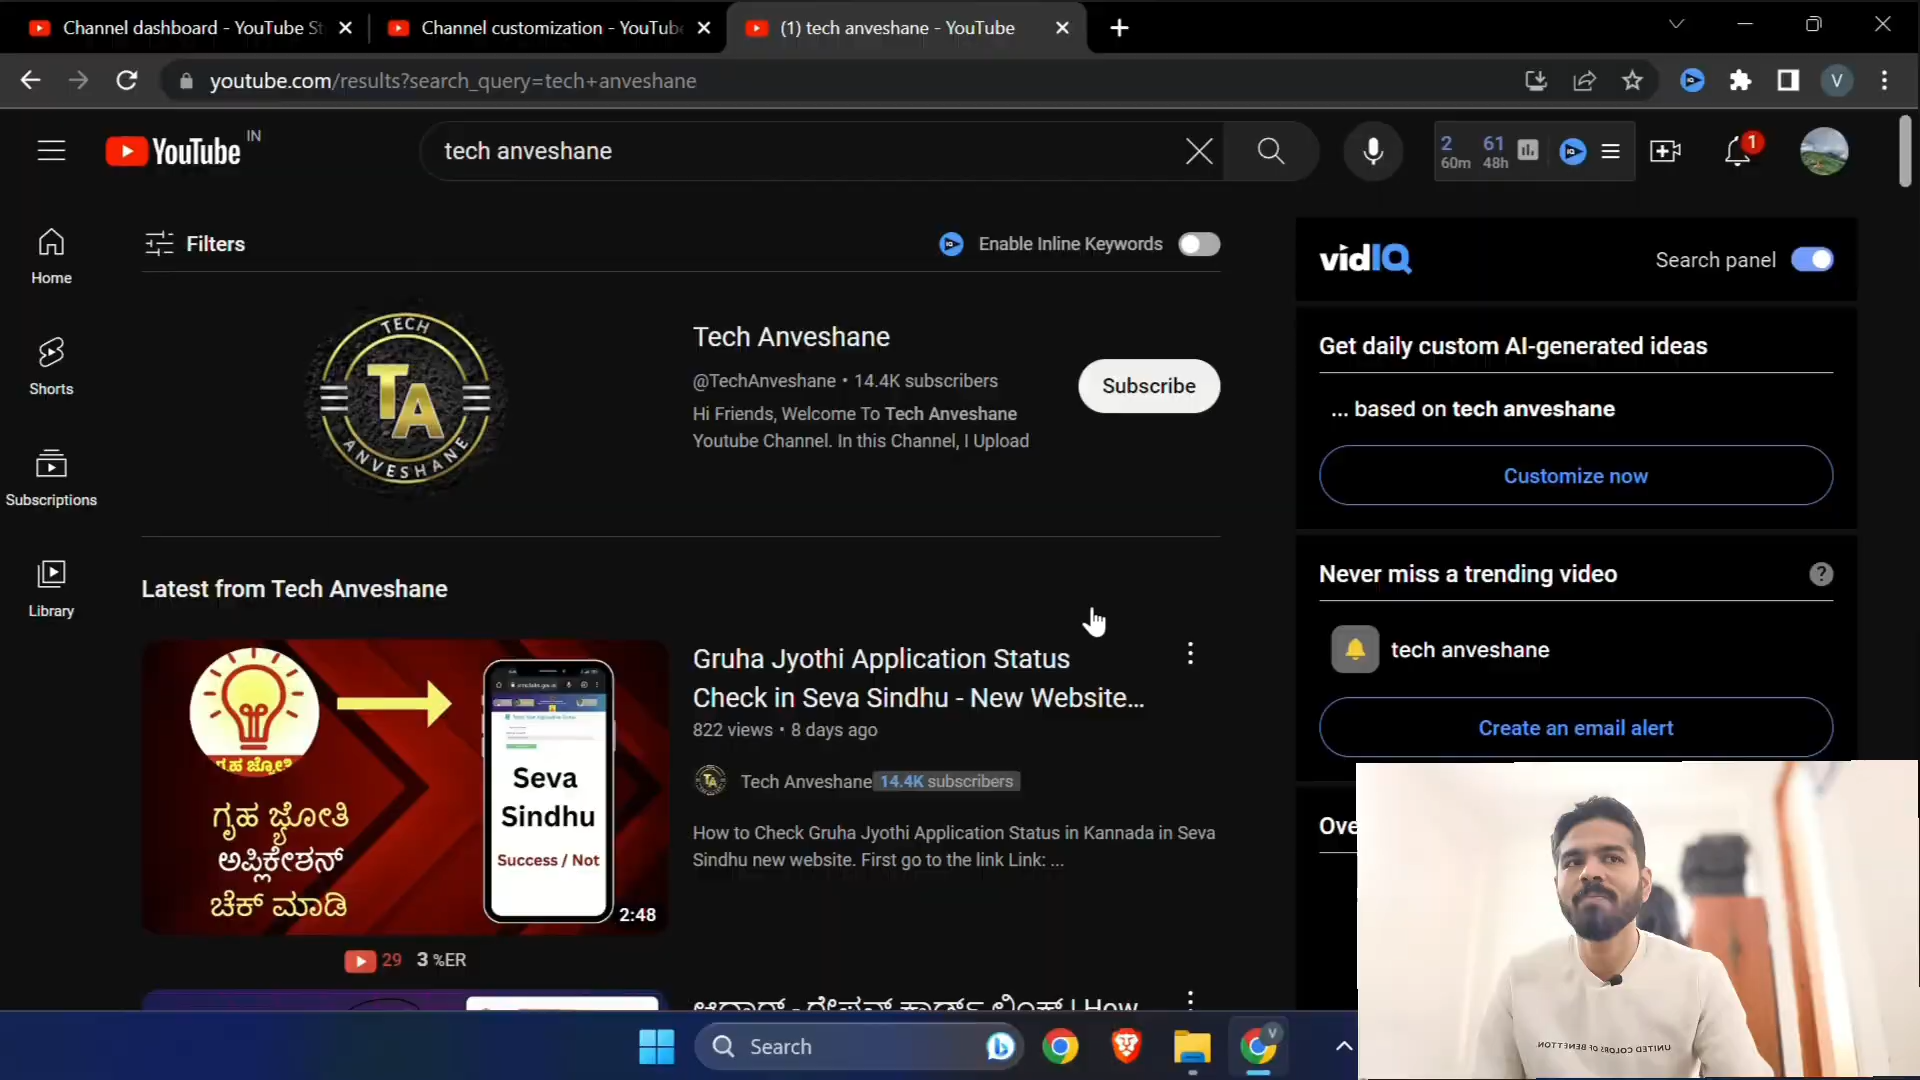 Channel dashboard - YouTube St
Channel customization - YouTub
(1) tech anveshane - YouTube
youtube.com/results?search_query=tech+anveshane
V
YouTube IN
tech anveshane
2 61
60m 48h
1
Home
Shorts
Subscriptions
Library
Filters
Enable Inline Keywords
TECH
TA
ANVESHANE
Tech Anveshane
@TechAnveshane • 14.4K subscribers
Hi Friends, Welcome To Tech Anveshane
Youtube Channel. In this Channel, I Upload
Subscribe
Latest from Tech Anveshane
ಗೃಹ ಜ್ಯೋತಿ
ಗೃಹ ಜ್ಯೋತಿ
ಅಪ್ಲಿಕೇಶನ್
ಚೆಕ್ ಮಾಡಿ
Seva
Sindhu
Success / Not
2:48
29 3 %ER
Gruha Jyothi Application Status
Check in Seva Sindhu - New Website...
822 views • 8 days ago
Tech Anveshane 14.4K subscribers
How to Check Gruha Jyothi Application Status in Kannada in Seva
Sindhu new website. First go to the link Link: ...
ಆಧಾರ್ - ರೇಷನ್ ಕಾರ್ಡ್ ಲಿಂಕ್ | How
vidIQ
Search panel
Get daily custom AI-generated ideas
... based on tech anveshane
Customize now
Never miss a trending video
tech anveshane
Create an email alert
Ove
UNITED COLORS OF BENETTON
Search
V